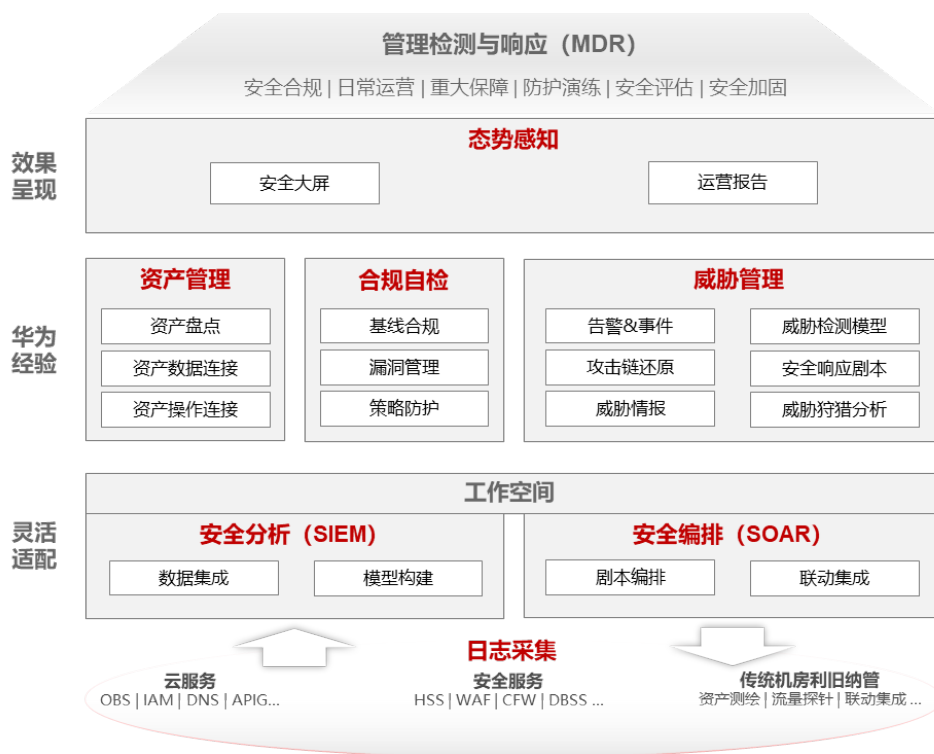 管理检测与响应（MDR）
安全合规 | 日常运营 | 重大保障 | 防护演练 | 安全评估 | 安全加固
效果
呈现
态势感知
安全大屏
运营报告
华为
经验
资产管理
资产盘点
资产数据连接
资产操作连接
合规自检
基线合规
漏洞管理
策略防护
威胁管理
告警&事件
威胁检测模型
攻击链还原
安全响应剧本
威胁情报
威胁狩猎分析
灵活
适配
工作空间
安全分析（SIEM）
数据集成
模型构建
安全编排（SOAR）
剧本编排
联动集成
日志采集
云服务
OBS | IAM | DNS | APIG...
安全服务
HSS | WAF | CFW | DBSS ...
传统机房利旧纳管
资产测绘 | 流量探针 | 联动集成 ...